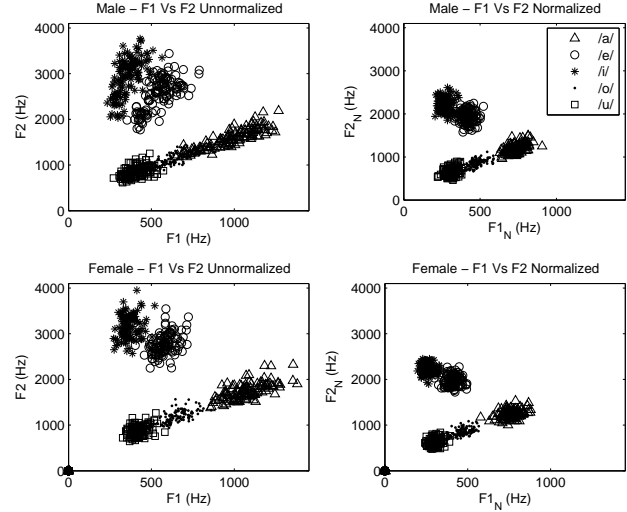 Male − F1 Vs F2 Unnormalized
4000
3000
2000
1000
0
F2 (Hz)
0 500 1000
F1 (Hz)
Male − F1 Vs F2 Normalized
4000
3000
2000
1000
0
F2N (Hz)
0 500 1000
F1N (Hz)
/a/
/e/
/i/
/o/
/u/
Female − F1 Vs F2 Unnormalized
4000
3000
2000
1000
0
F2 (Hz)
0 500 1000
F1 (Hz)
Female − F1 Vs F2 Normalized
4000
3000
2000
1000
0
F2N (Hz)
0 500 1000
F1N (Hz)